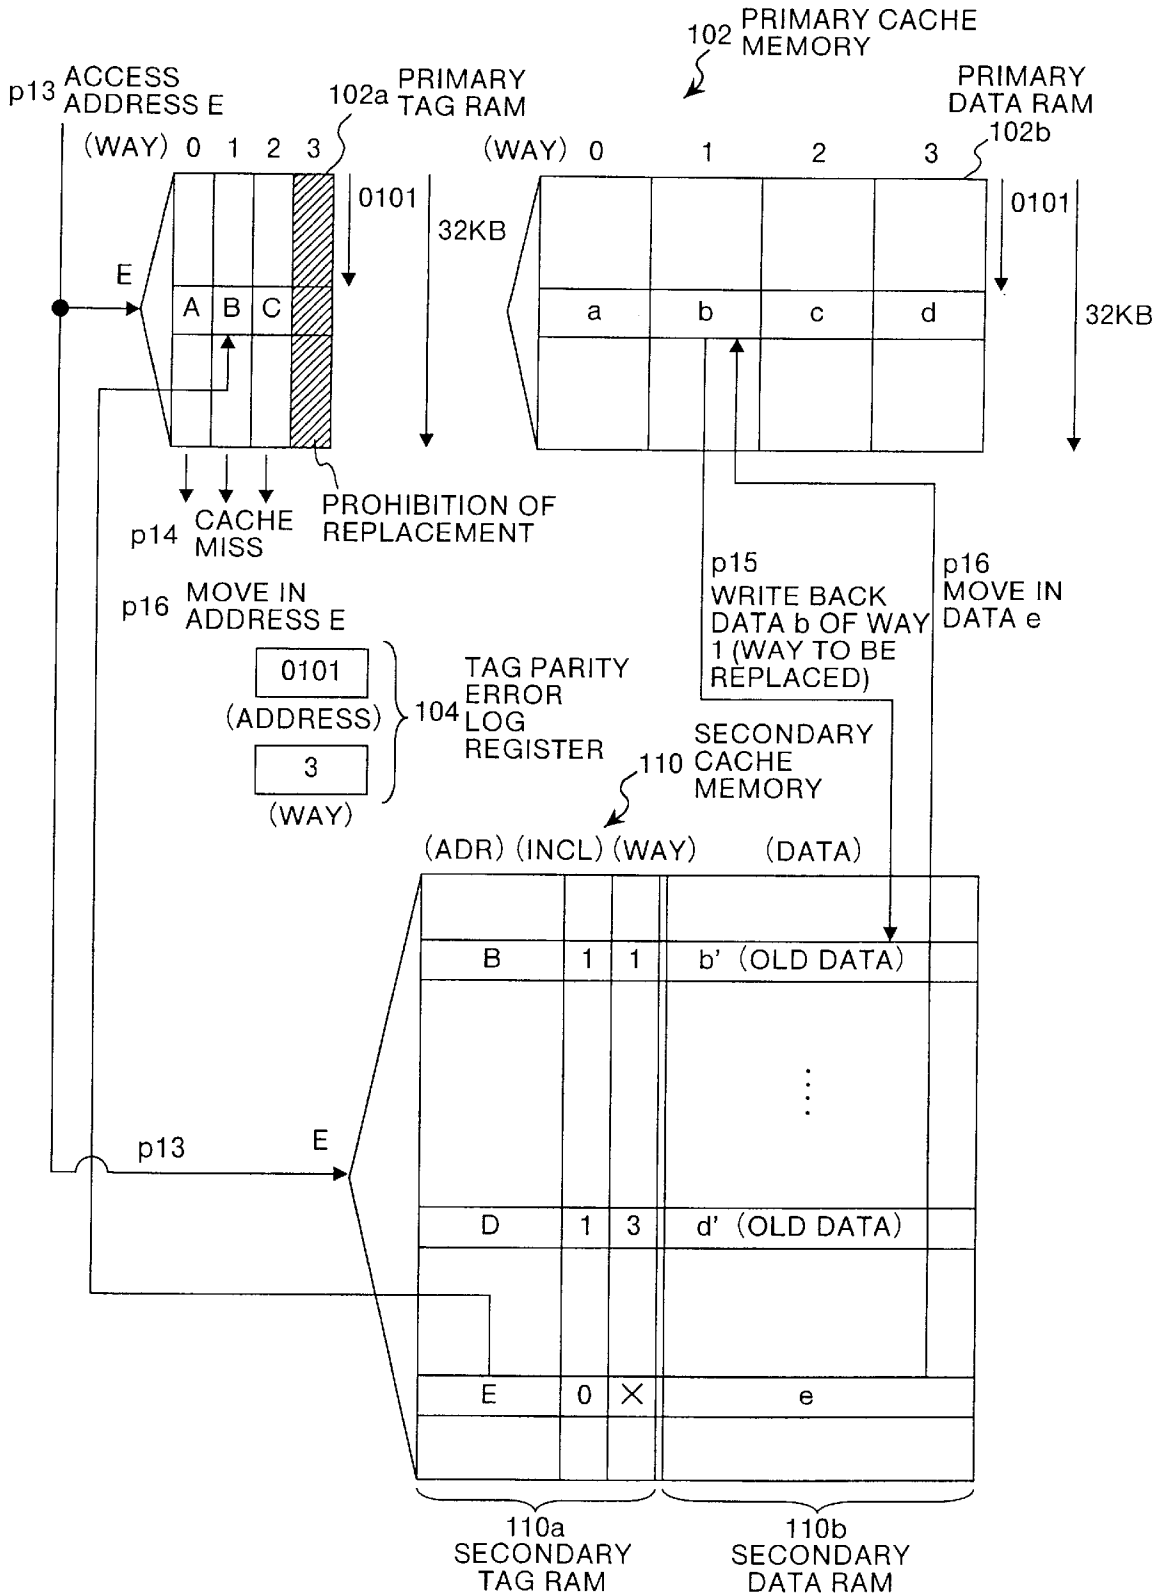 102 PRIMARY CACHE
MEMORY
p13 ACCESS
ADDRESS E
102a PRIMARY
TAG RAM
PRIMARY
DATA RAM
102b
(WAY) 0 1 2 3
(WAY) 0 1 2 3
0101
32KB
0101
32KB
E
A B C
a b c d
p14 CACHE
MISS
PROHIBITION OF
REPLACEMENT
p16 MOVE IN
ADDRESS E
p15
WRITE BACK
DATA b OF WAY
1 (WAY TO BE
REPLACED)
p16
MOVE IN
DATA e
0101
(ADDRESS)
3
(WAY)
104 TAG PARITY
ERROR
LOG
REGISTER
110 SECONDARY
CACHE
MEMORY
(ADR) (INCL) (WAY) (DATA)
B 1 1 b' (OLD DATA)
p13 E
D 1 3 d' (OLD DATA)
E 0 × e
110a
SECONDARY
TAG RAM
110b
SECONDARY
DATA RAM